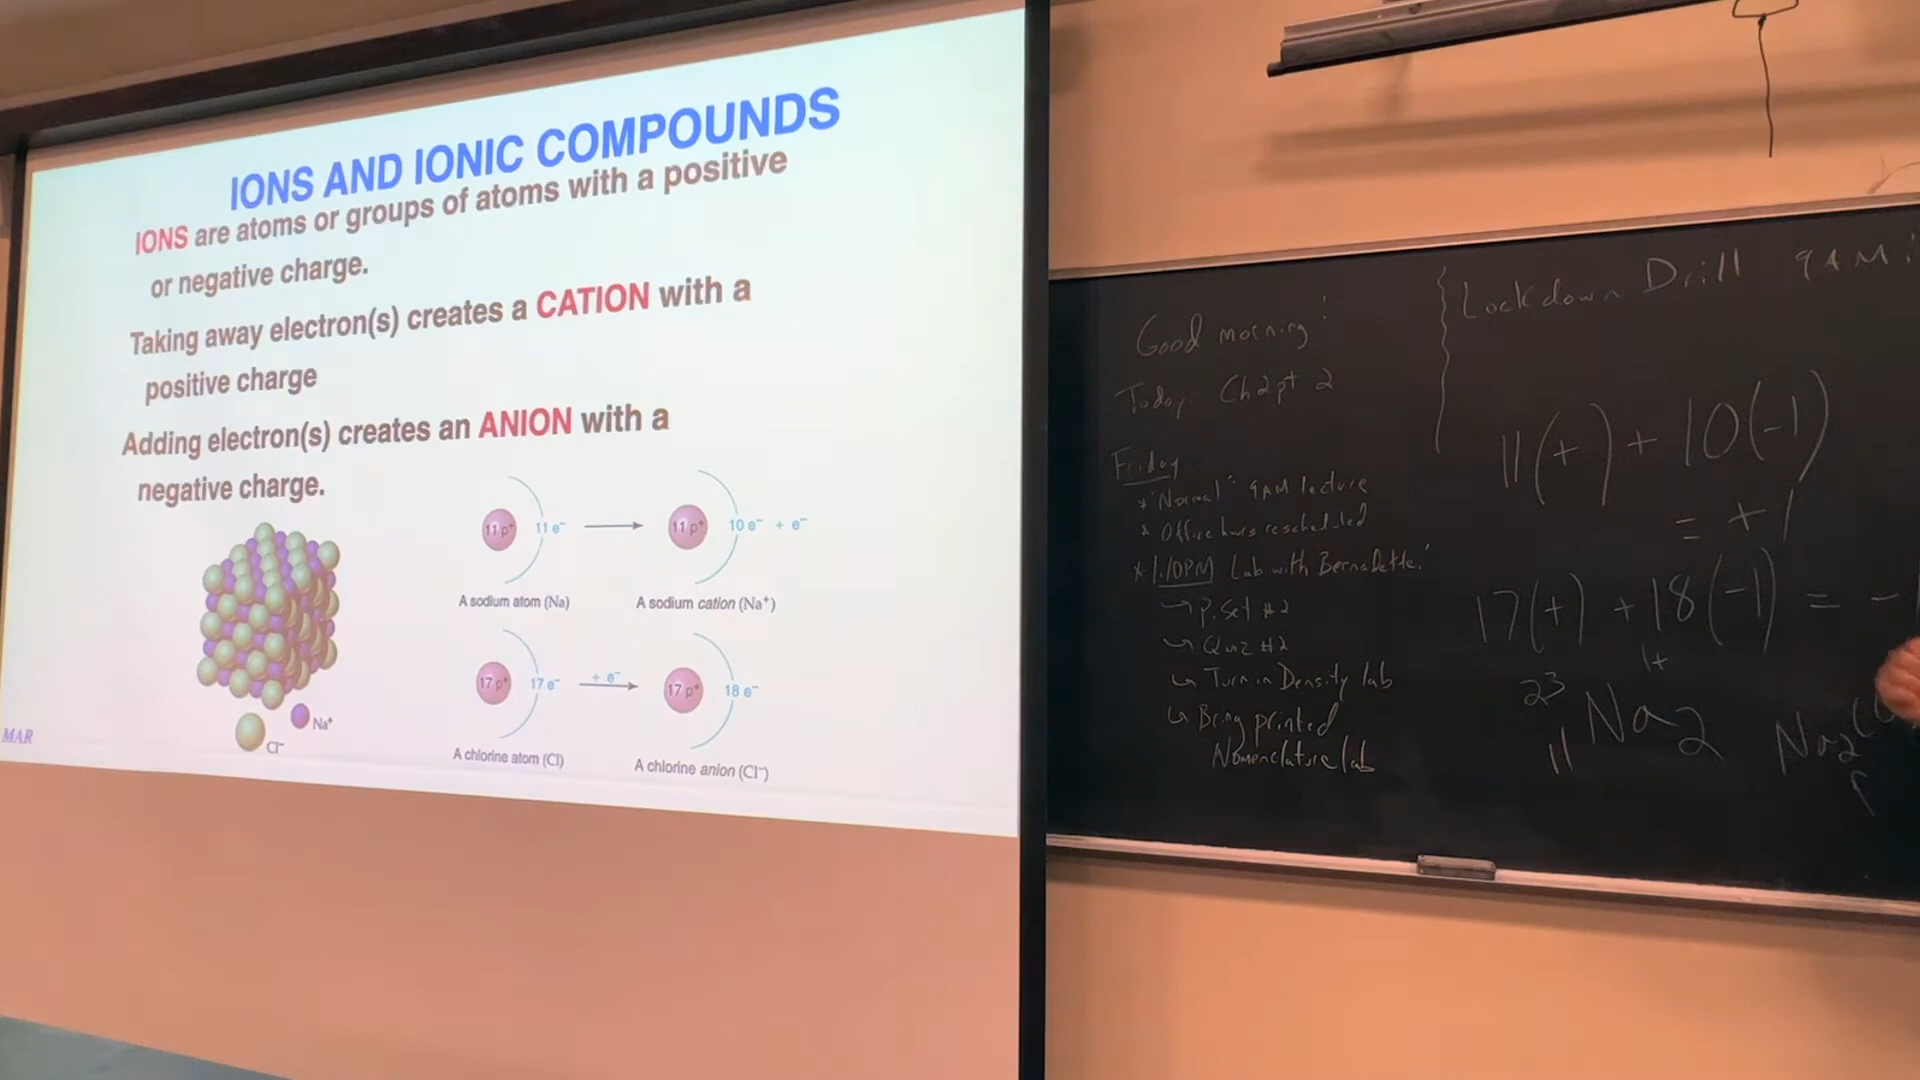 IONS AND IONIC COMPOUNDS
IONS are atoms or groups of atoms with a positive
or negative charge.
Taking away electron(s) creates a CATION with a
positive charge
Adding electron(s) creates an ANION with a
negative charge.
11 p⁺ 11 e⁻ 11 p⁺ 10 e⁻ + e⁻
A sodium atom (Na) A sodium cation (Na⁺)
17 p⁺ 17 e⁻ + e⁻ 17 p⁺ 18 e⁻
A chlorine atom (Cl) A chlorine anion (Cl⁻)
Na⁺
Cl⁻
MAR
Good morning!
Today: Chapt 2
Friday
* "Normal" 9AM lecture
* Office hours rescheduled
* 1:10PM Lab with Bernadette!
↳ P. Set #2
↳ Quiz #2
↳ Turn in Density lab
↳ Bring printed
Nomenclature lab
Lockdown Drill 9AM!
11(+) + 10(-1)
= +1
17(+) + 18(-1) = -
1+
23
Na2
11
Na2